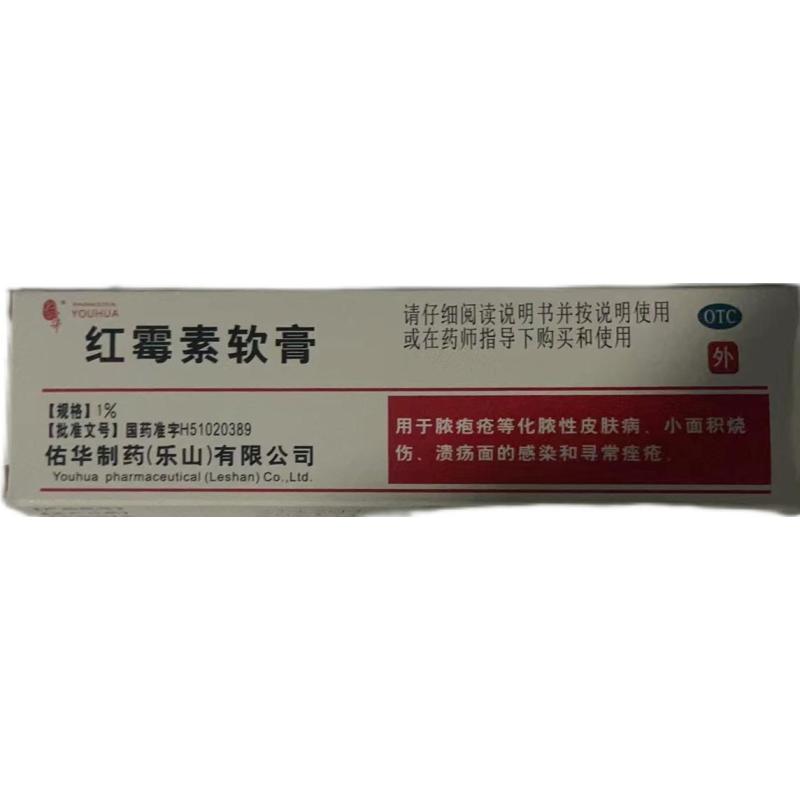 YOUHUA
红霉素软膏
请仔细阅读说明书并按说明使用
或在药师指导下购买和使用
OTC
外
【规格】1%
【批准文号】国药准字H51020389
佑华制药(乐山)有限公司
Youhua pharmaceutical (Leshan) Co.,Ltd.
用于脓疱疮等化脓性皮肤病、小面积烧
伤、溃疡面的感染和寻常痤疮。